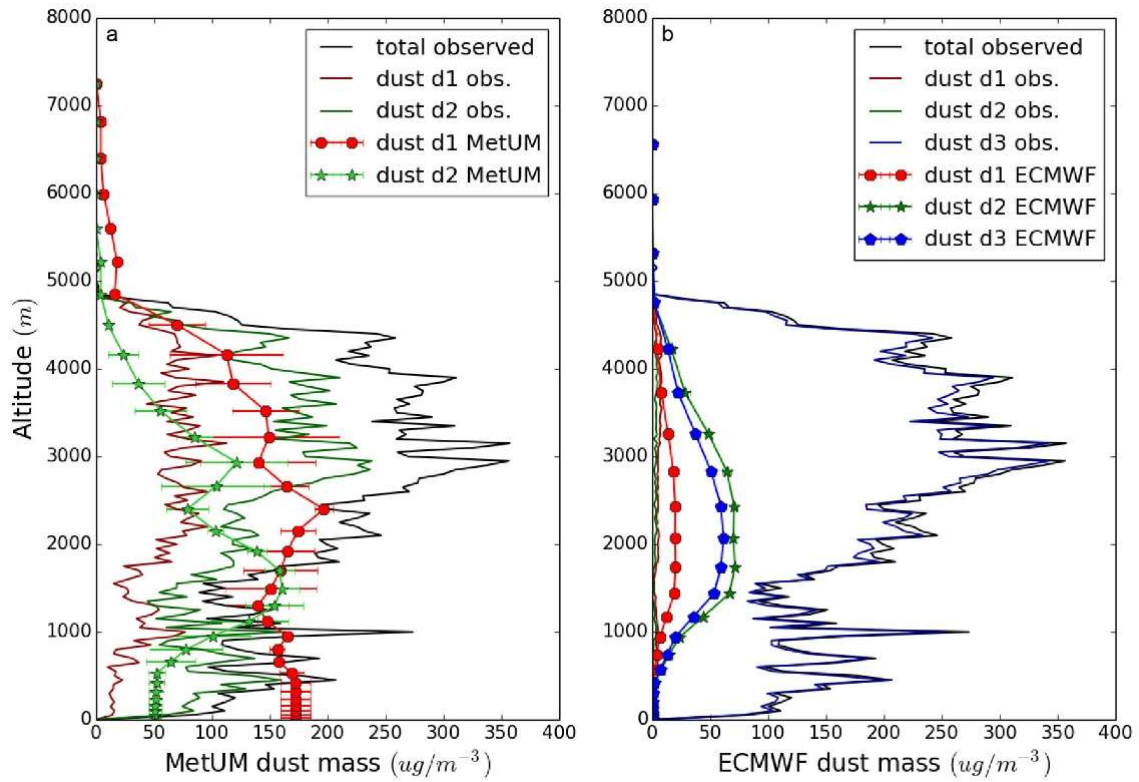 a
total observed
dust d1 obs.
dust d2 obs.
dust d1 MetUM
dust d2 MetUM
8000
7000
6000
5000
4000
3000
2000
1000
0
Altitude (m)
0 50 100 150 200 250 300 350 400
MetUM dust mass (ug/m⁻³)
b
total observed
dust d1 obs.
dust d2 obs.
dust d3 obs.
dust d1 ECMWF
dust d2 ECMWF
dust d3 ECMWF
8000
7000
6000
5000
4000
3000
2000
1000
0
0 50 100 150 200 250 300 350 400
ECMWF dust mass (ug/m⁻³)